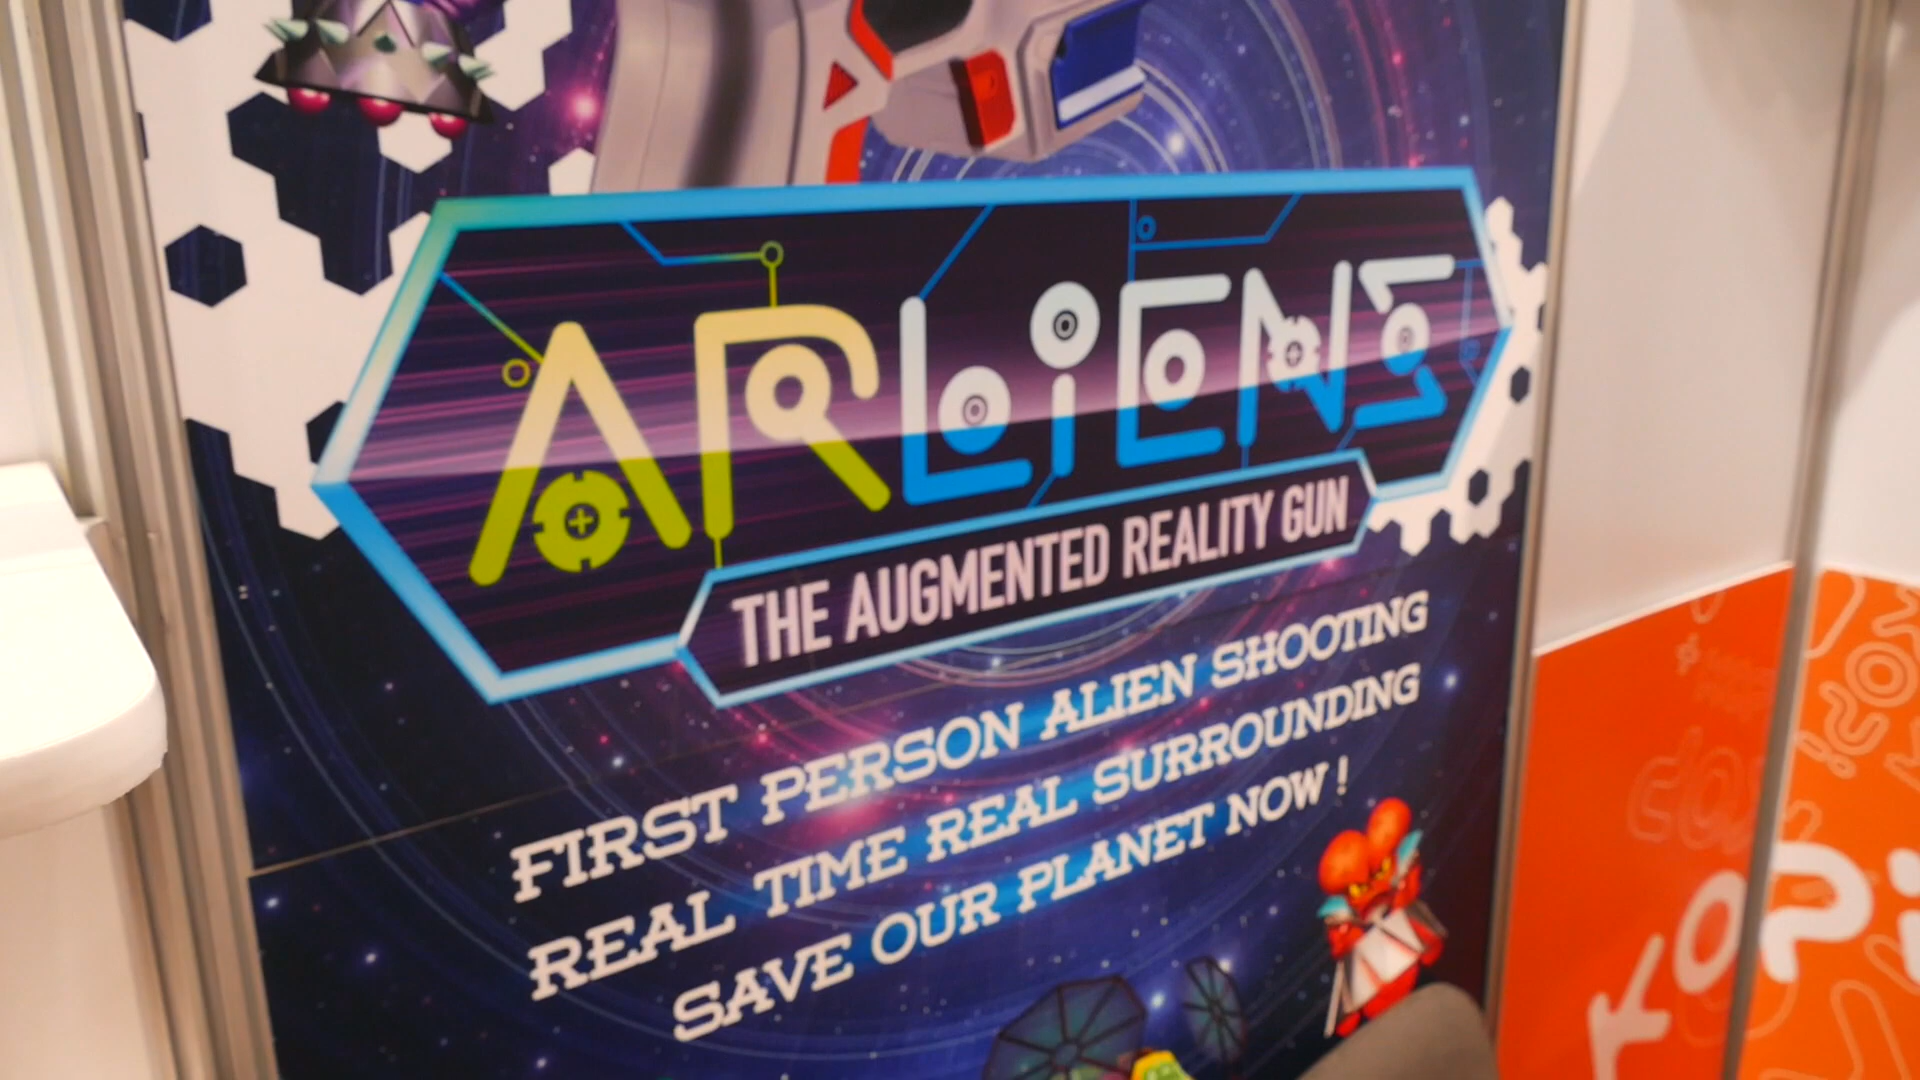 ARLiENS
THE AUGMENTED REALITY GUN
FIRST PERSON ALIEN SHOOTING
REAL TIME REAL SURROUNDING
SAVE OUR PLANET NOW !